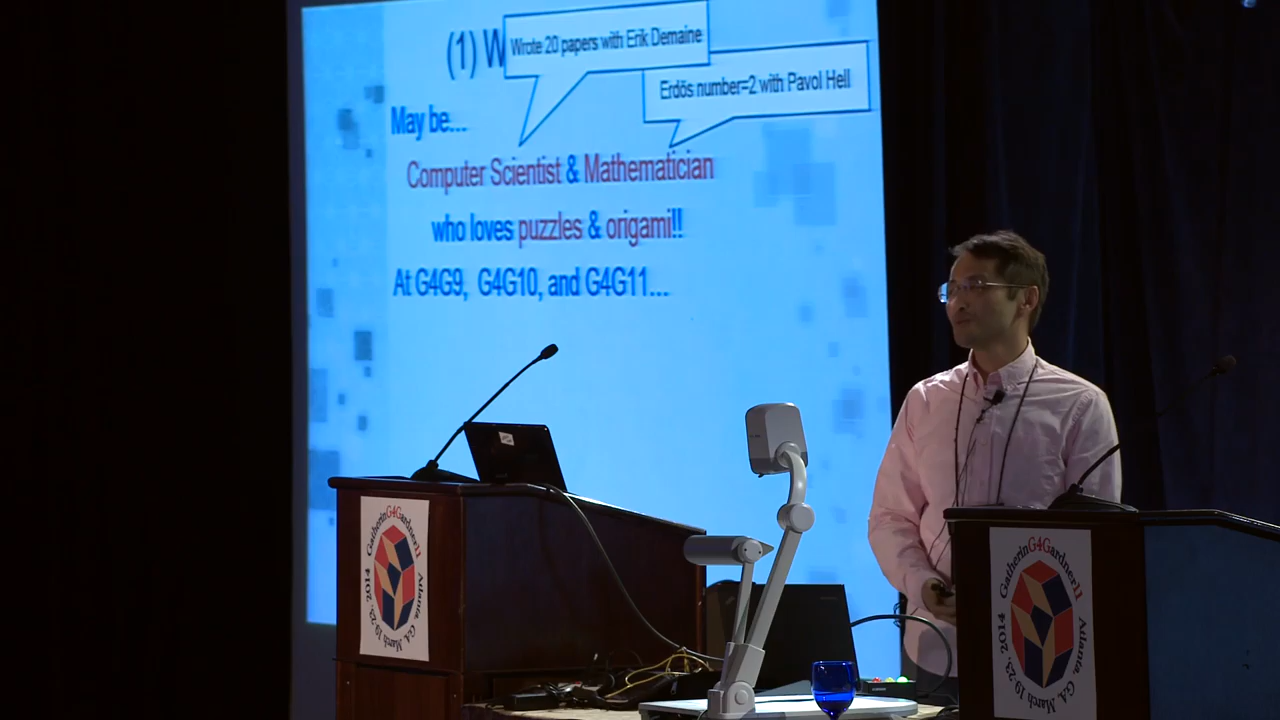 (1) W
Wrote 20 papers with Erik Demaine
Erdös number=2 with Pavol Hell
May be...
Computer Scientist & Mathematician
who loves puzzles & origami!!
At G4G9, G4G10, and G4G11...
GatherinG4Gardner11
Atlanta, GA, March 19-23, 2014
GatherinG4Gardner11
Atlanta, GA, March 19-23, 2014